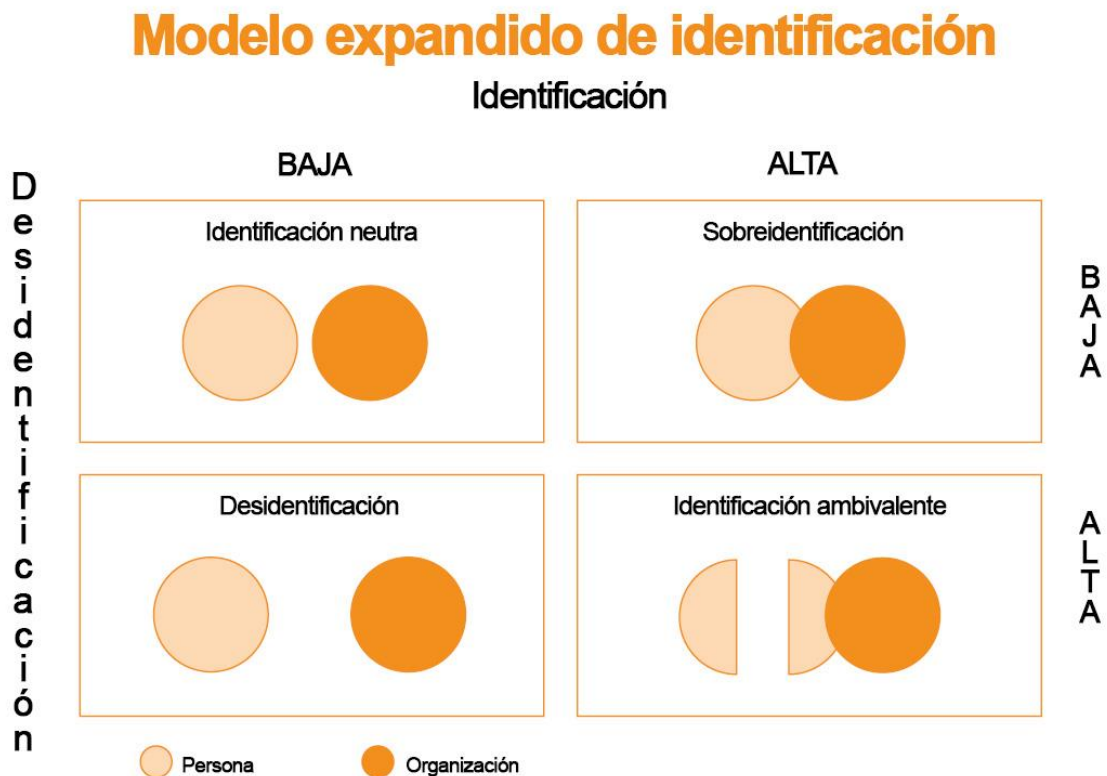 Modelo expandido de identificación
Identificación
BAJA
ALTA
Desidentificación
Identificación neutra
Sobreidentificación
BAJA
Desidentificación
Identificación ambivalente
ALTA
Persona
Organización